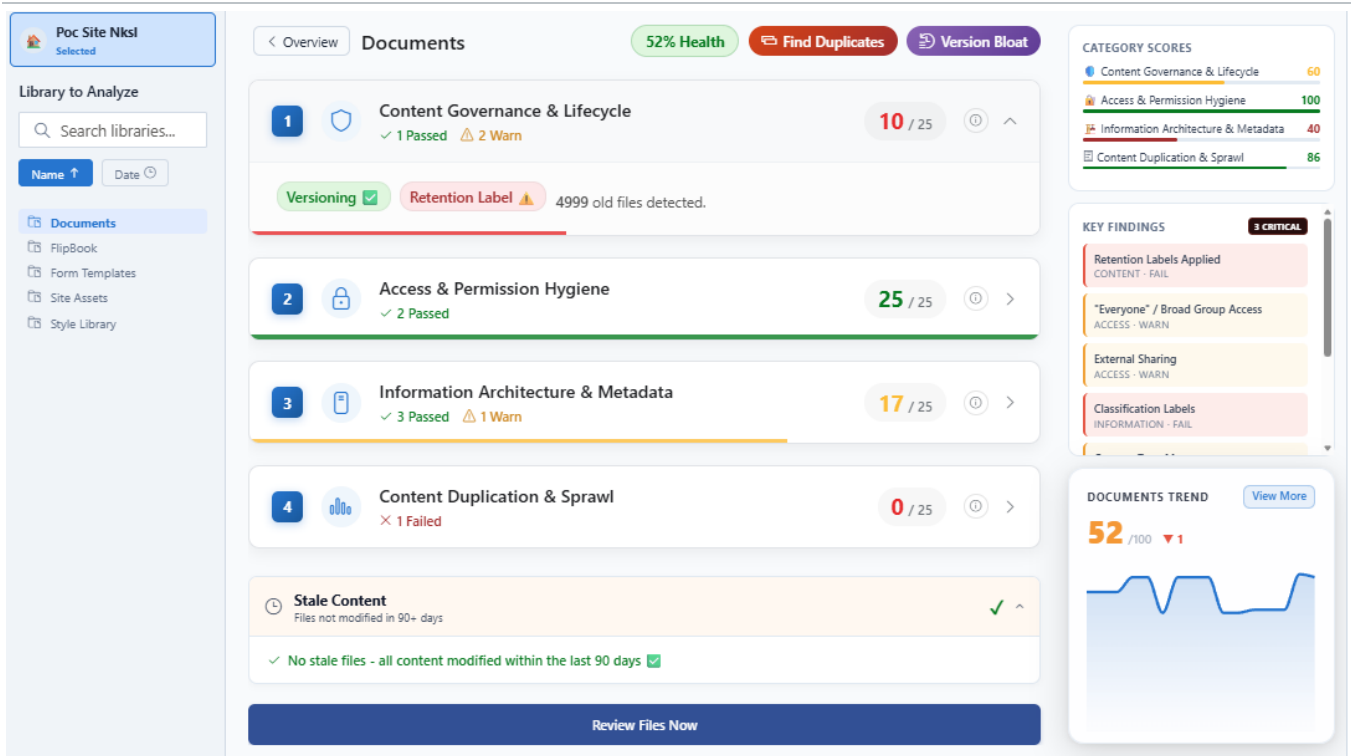 Poc Site Nksl
Selected
Library to Analyze
Search libraries...
Name ↑
Date
Documents
FlipBook
Form Templates
Site Assets
Style Library
Overview
Documents
52% Health
Find Duplicates
Version Bloat
1
Content Governance & Lifecycle
1 Passed
2 Warn
10 / 25
Versioning ✅
Retention Label ⚠️
4999 old files detected.
2
Access & Permission Hygiene
2 Passed
25 / 25
3
Information Architecture & Metadata
3 Passed
1 Warn
17 / 25
4
Content Duplication & Sprawl
1 Failed
0 / 25
Stale Content
Files not modified in 90+ days
No stale files - all content modified within the last 90 days ✅
Review Files Now
CATEGORY SCORES
Content Governance & Lifecycle 60
Access & Permission Hygiene 100
Information Architecture & Metadata 40
Content Duplication & Sprawl 86
KEY FINDINGS
3 CRITICAL
Retention Labels Applied
CONTENT · FAIL
"Everyone" / Broad Group Access
ACCESS · WARN
External Sharing
ACCESS · WARN
Classification Labels
INFORMATION · FAIL
DOCUMENTS TREND
View More
52 /100 ▼ 1